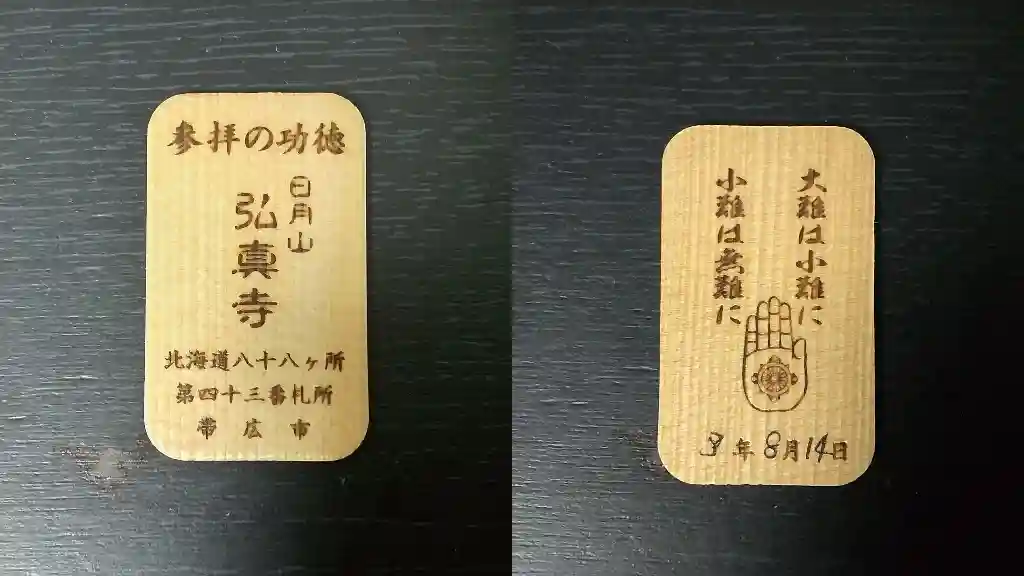 参拝の功徳
日月山
弘真寺
北海道八十八ヶ所
第四十三番札所
帯広市
大難は小難に
小難は無難に
3年8月14日